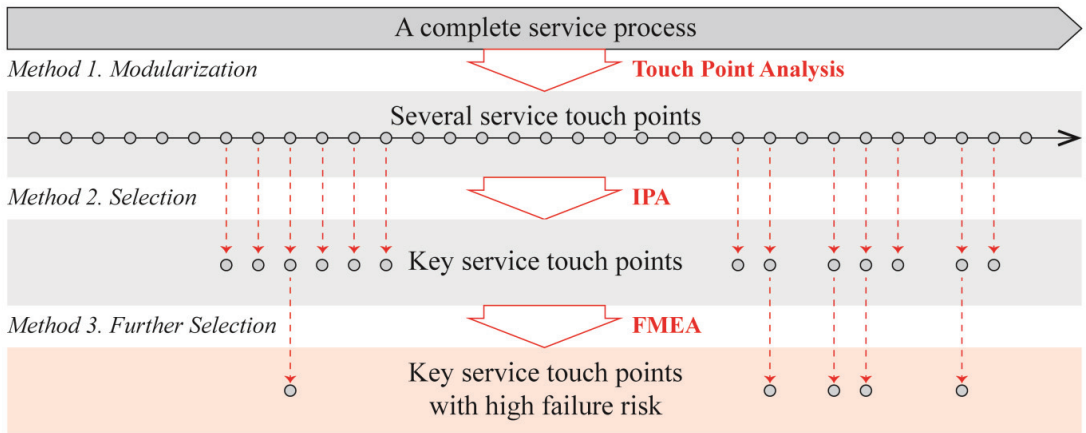 A complete service process
Method 1. Modularization
Touch Point Analysis
Several service touch points
Method 2. Selection
IPA
Key service touch points
Method 3. Further Selection
FMEA
Key service touch points
with high failure risk